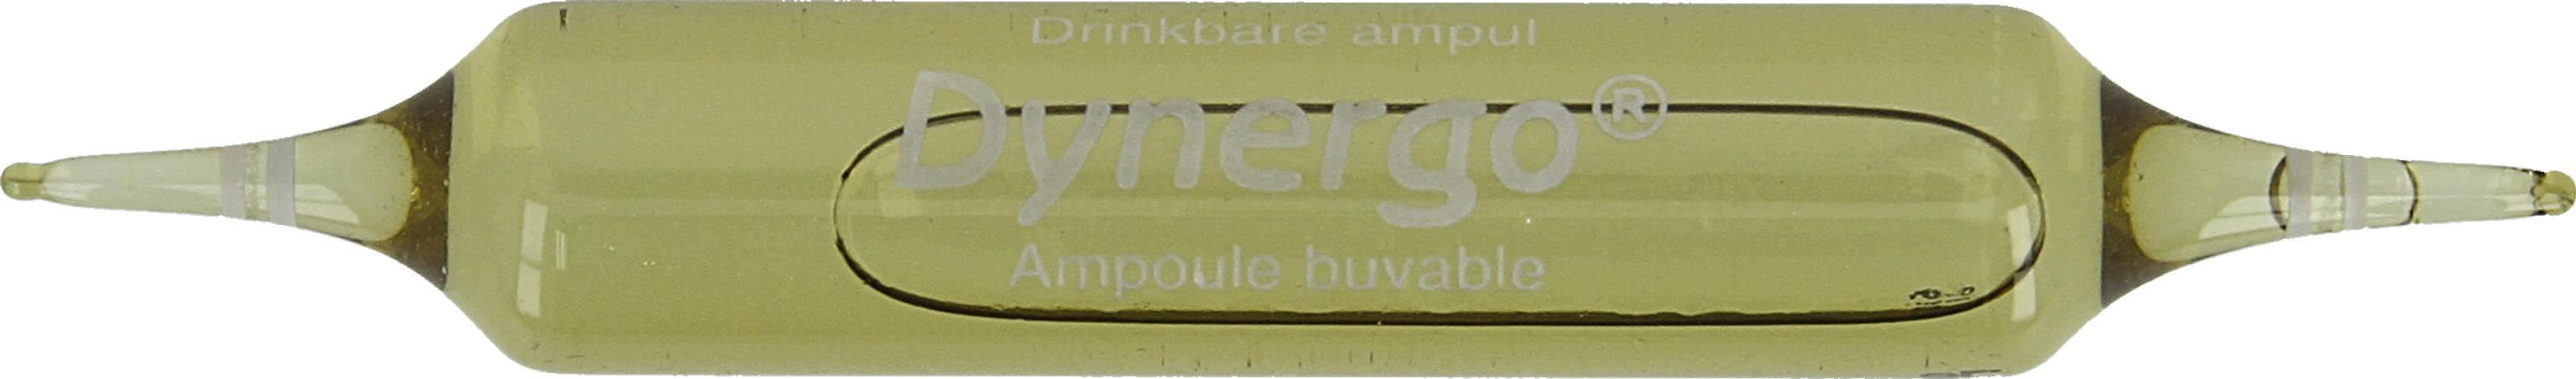 Drinkbare ampul
Dynergo®
Ampoule buvable